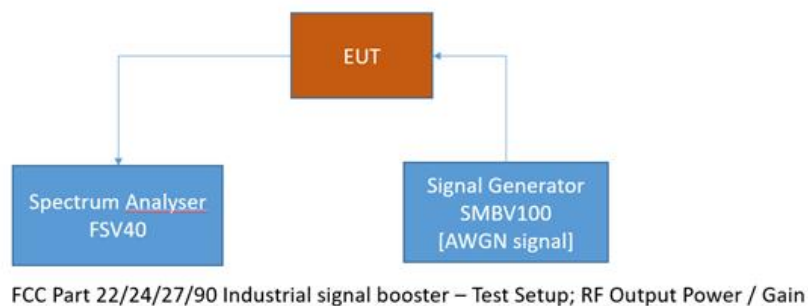 EUT
Spectrum Analyser
FSV40
Signal Generator
SMBV100
[AWGN signal]
FCC Part 22/24/27/90 Industrial signal booster – Test Setup; RF Output Power / Gain